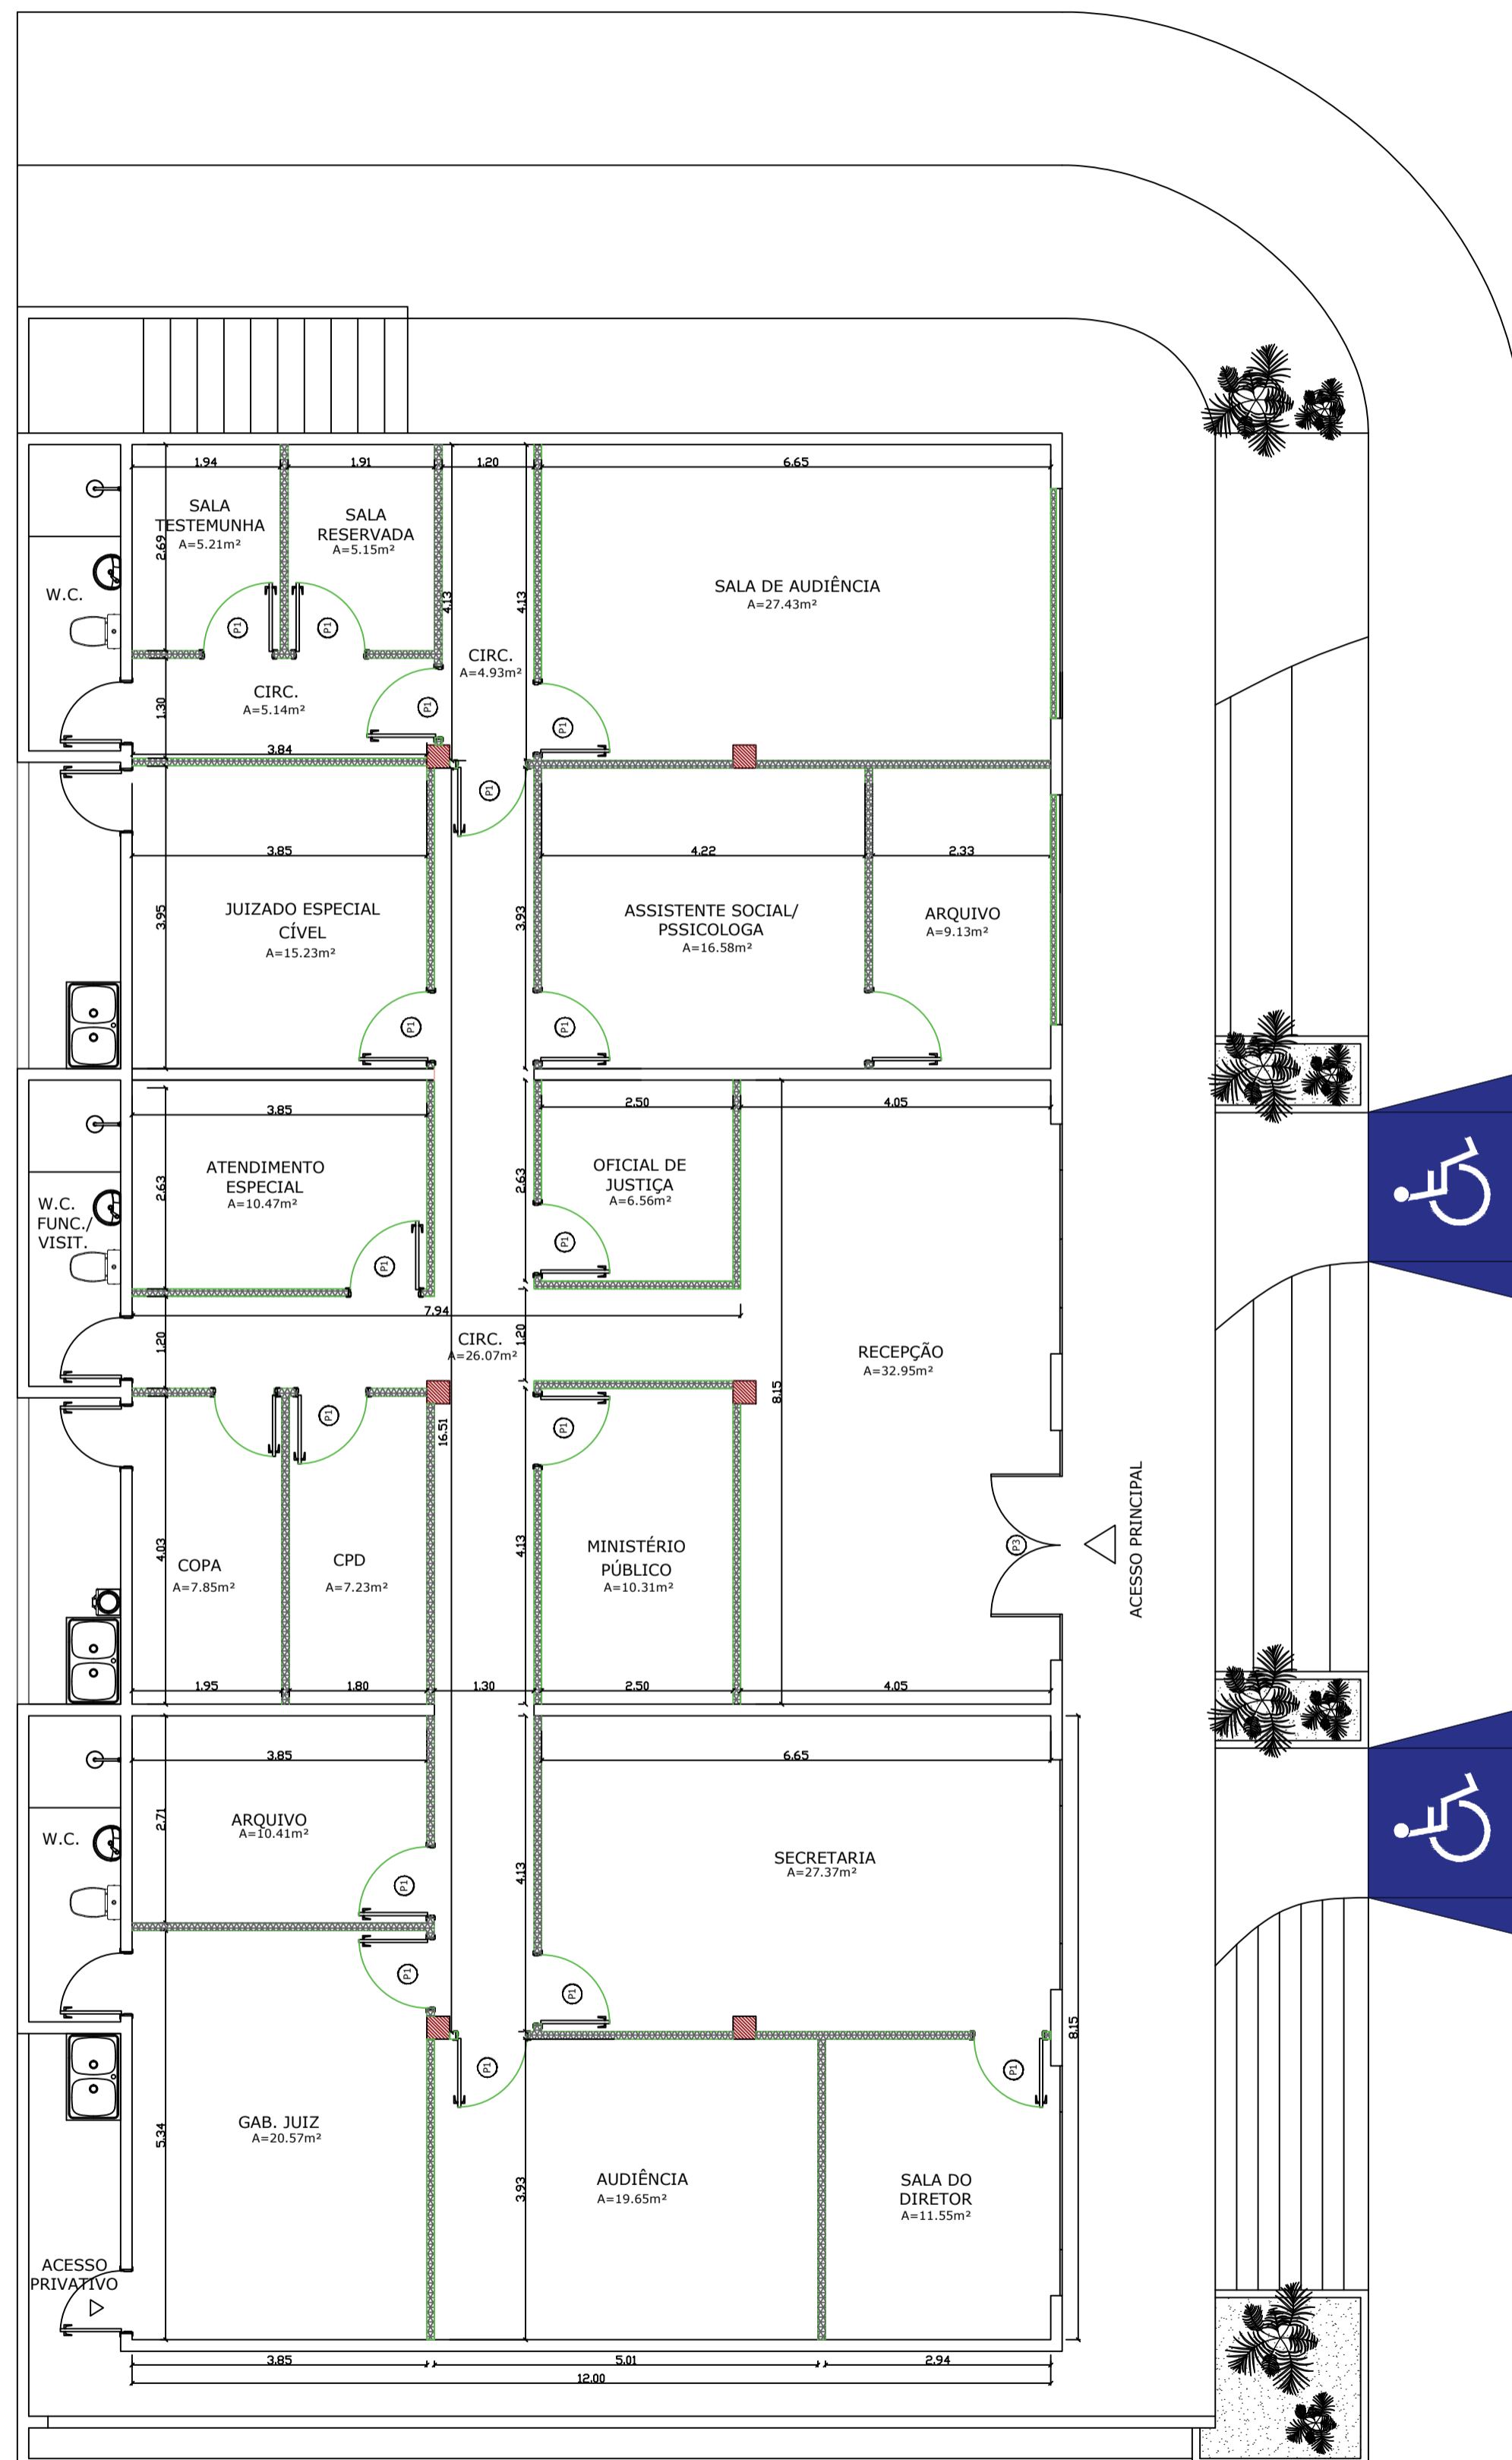 1.94
1.91
1.20
6.65
SALA
TESTEMUNHA
A=5.21m²
SALA
RESERVADA
A=5.15m²
2.69
4.13
4.13
W.C.
SALA DE AUDIÊNCIA
A=27.43m²
P1
P1
CIRC.
A=4.93m²
CIRC.
A=5.14m²
1.30
P1
P1
3.84
P1
3.85
4.22
2.33
JUIZADO ESPECIAL
CÍVEL
A=15.23m²
3.95
3.93
ASSISTENTE SOCIAL/
PSSICOLOGA
A=16.58m²
ARQUIVO
A=9.13m²
P1
P1
3.85
2.50
4.05
ATENDIMENTO
ESPECIAL
A=10.47m²
2.63
2.63
OFICIAL DE
JUSTIÇA
A=6.56m²
W.C.
FUNC./
VISIT.
P1
P1
7.94
1.20
CIRC.
A=26.07m²
1.20
RECEPÇÃO
A=32.95m²
8.15
P1
16.51
P1
ACESSO PRINCIPAL
P3
4.03
COPA
A=7.85m²
CPD
A=7.23m²
4.13
MINISTÉRIO
PÚBLICO
A=10.31m²
1.95
1.80
1.30
2.50
4.05
3.85
6.65
2.71
ARQUIVO
A=10.41m²
W.C.
4.13
SECRETARIA
A=27.37m²
P1
P1
P1
8.15
P1
P1
5.34
GAB. JUIZ
A=20.57m²
3.93
AUDIÊNCIA
A=19.65m²
SALA DO
DIRETOR
A=11.55m²
ACESSO
PRIVATIVO
3.85
5.01
2.94
12.00